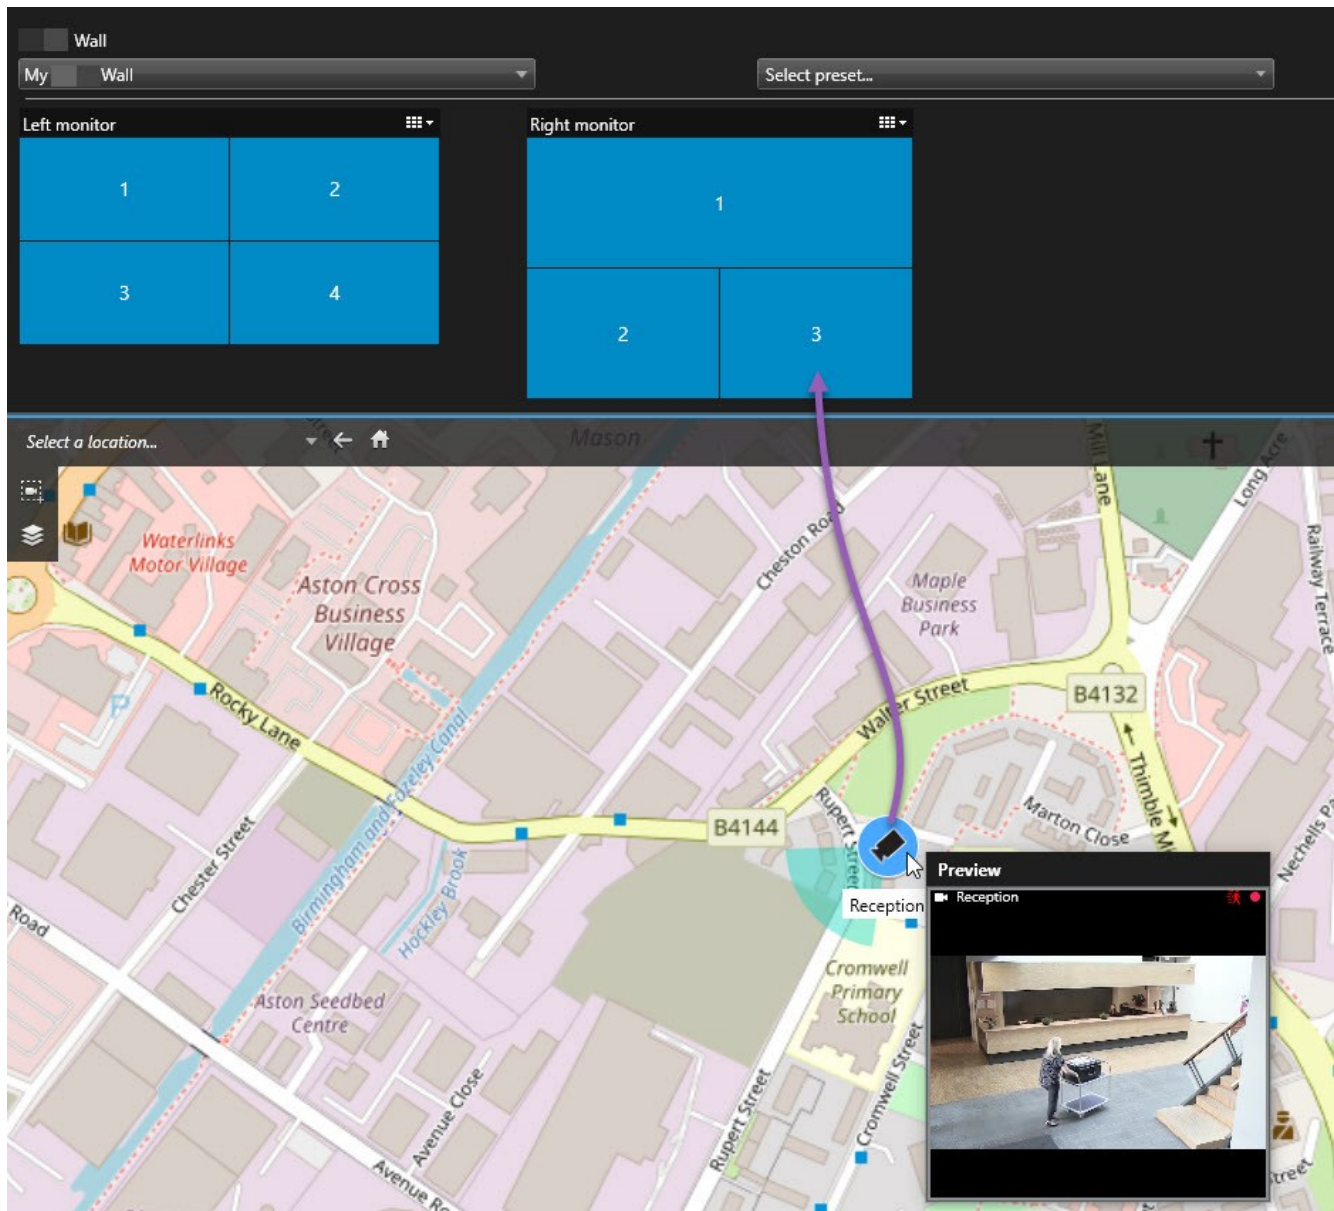 Wall
My Wall
Select preset...
Left monitor
Right monitor
1
2
3
4
1
2
3
Select a location...
Mason
Mill Lane
Long Acre
Railway Terrace
Waterlinks
Motor Village
Aston Cross
Business
Village
Cheston Road
Maple
Business
Park
P
Rocky Lane
Walter Street
B4132
Birmingham and Fazeley Canal
B4144
Rupert Street
Thimble Mi
Marton Close
Nechells P
Chester Street
Hockley Brook
Preview
Reception
Reception
Road
Cromwell
Primary
School
Aston Seedbed
Centre
Avenue Close
Avenue Ro
Rupert Street
Cromwell Street
treet